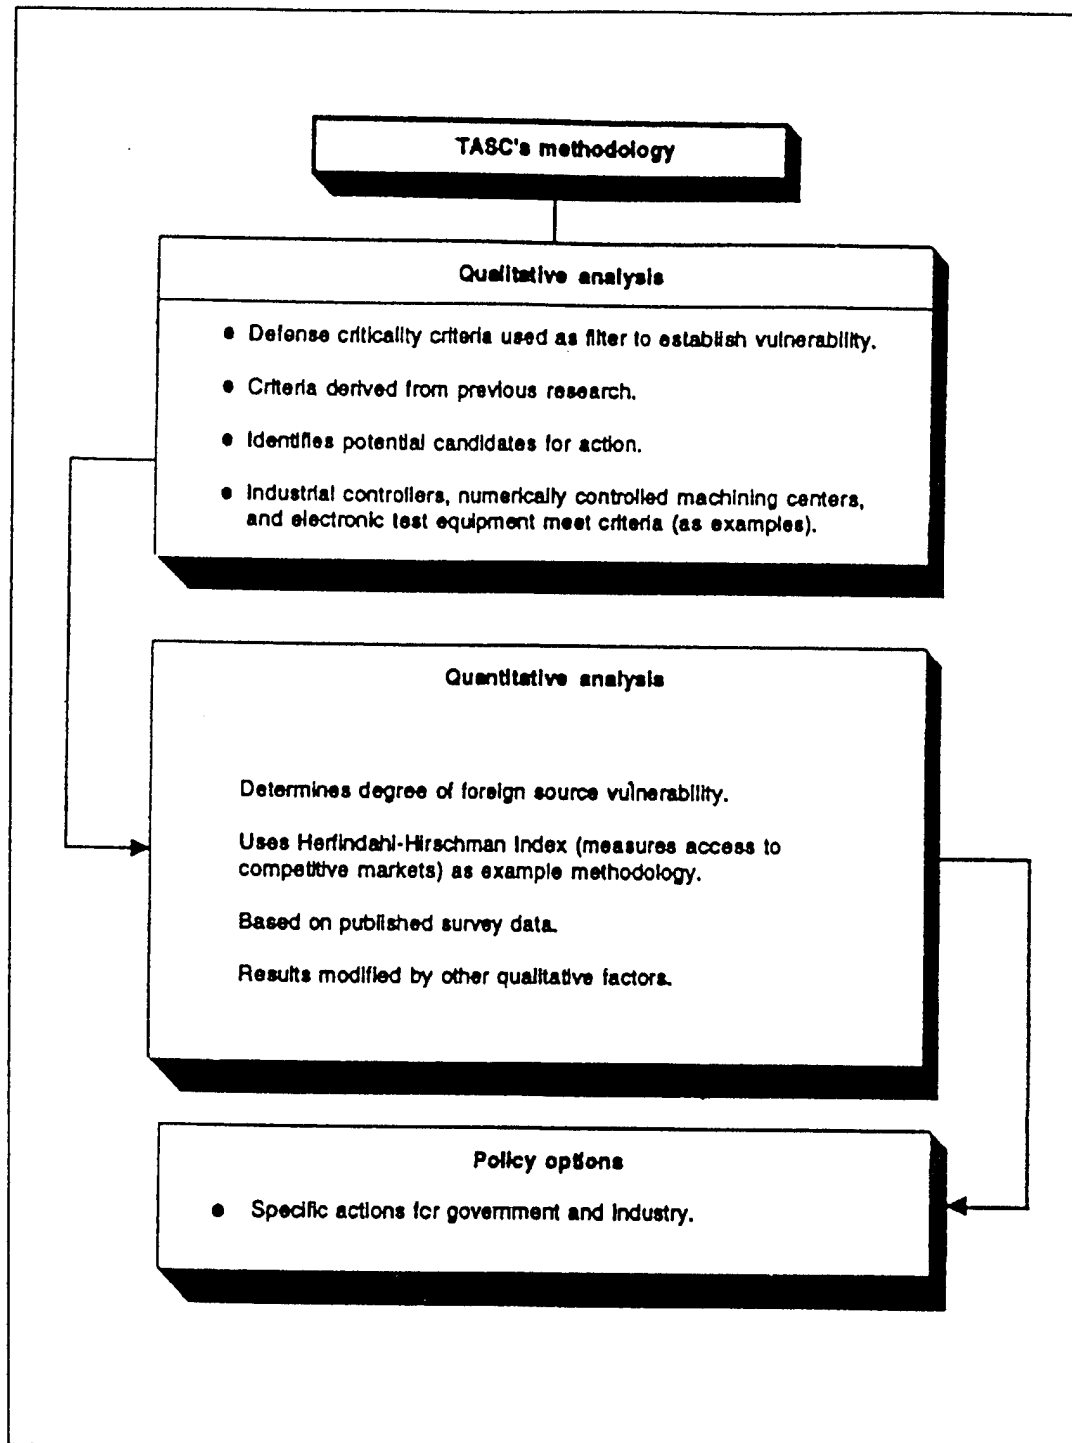 TASC's methodology
Qualitative analysis
● Defense criticality criteria used as filter to establish vulnerability.
● Criteria derived from previous research.
● Identifies potential candidates for action.
● Industrial controllers, numerically controlled machining centers,
and electronic test equipment meet criteria (as examples).
Quantitative analysis
Determines degree of foreign source vulnerability.
Uses Herfindahl-Hirschman Index (measures access to
competitive markets) as example methodology.
Based on published survey data.
Results modified by other qualitative factors.
Policy options
● Specific actions for government and industry.